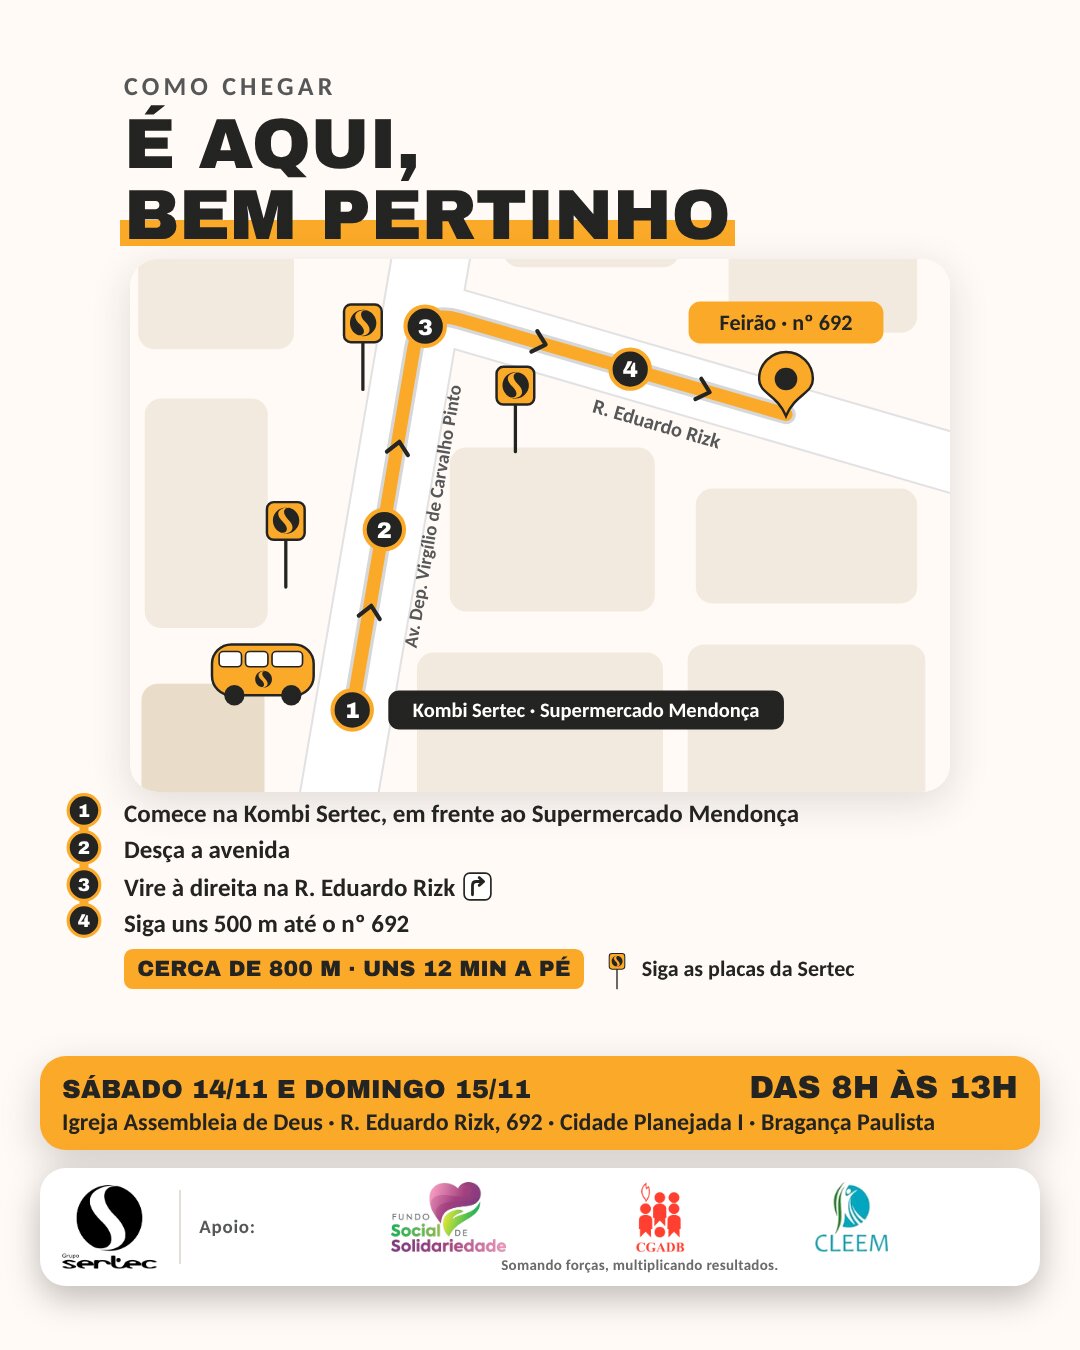 COMO CHEGAR
É AQUI,
BEM PERTINHO
Feirão · nº 692
3
4
R. Eduardo Rizk
Av. Dep. Virgílio de Carvalho Pinto
2
1
Kombi Sertec · Supermercado Mendonça
1 Comece na Kombi Sertec, em frente ao Supermercado Mendonça
2 Desça a avenida
3 Vire à direita na R. Eduardo Rizk
4 Siga uns 500 m até o nº 692
CERCA DE 800 M · UNS 12 MIN A PÉ
Siga as placas da Sertec
SÁBADO 14/11 E DOMINGO 15/11
DAS 8H ÀS 13H
Igreja Assembleia de Deus · R. Eduardo Rizk, 692 · Cidade Planejada I · Bragança Paulista
Grupo
sertec
Apoio:
FUNDO
Social DE
Solidariedade
CGADB
CLEEM
Somando forças, multiplicando resultados.